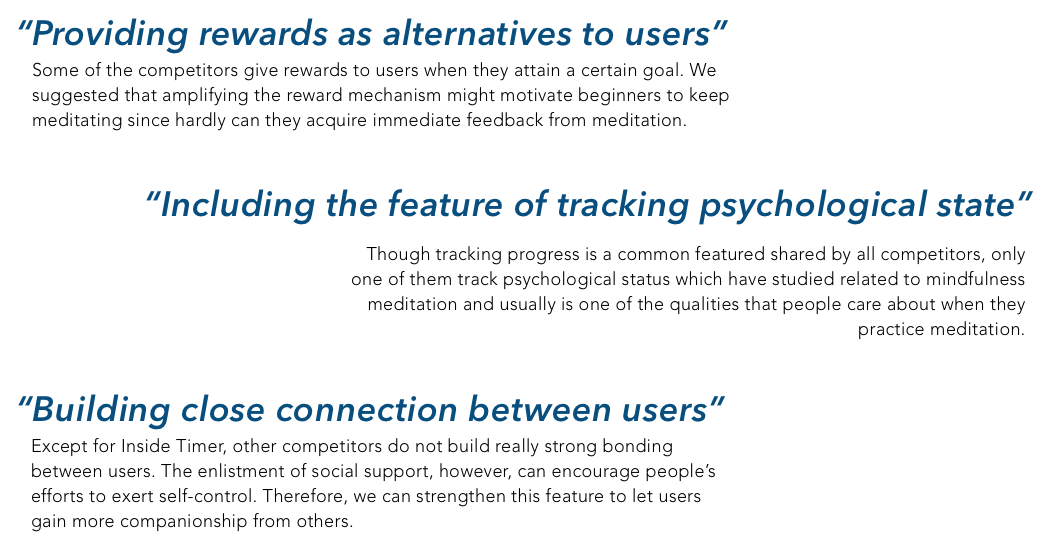 “Providing rewards as alternatives to users”
Some of the competitors give rewards to users when they attain a certain goal. We
suggested that amplifying the reward mechanism might motivate beginners to keep
meditating since hardly can they acquire immediate feedback from meditation.
“Including the feature of tracking psychological state”
Though tracking progress is a common featured shared by all competitors, only
one of them track psychological status which have studied related to mindfulness
meditation and usually is one of the qualities that people care about when they
practice meditation.
“Building close connection between users”
Except for Inside Timer, other competitors do not build really strong bonding
between users. The enlistment of social support, however, can encourage people’s
efforts to exert self-control. Therefore, we can strengthen this feature to let users
gain more companionship from others.